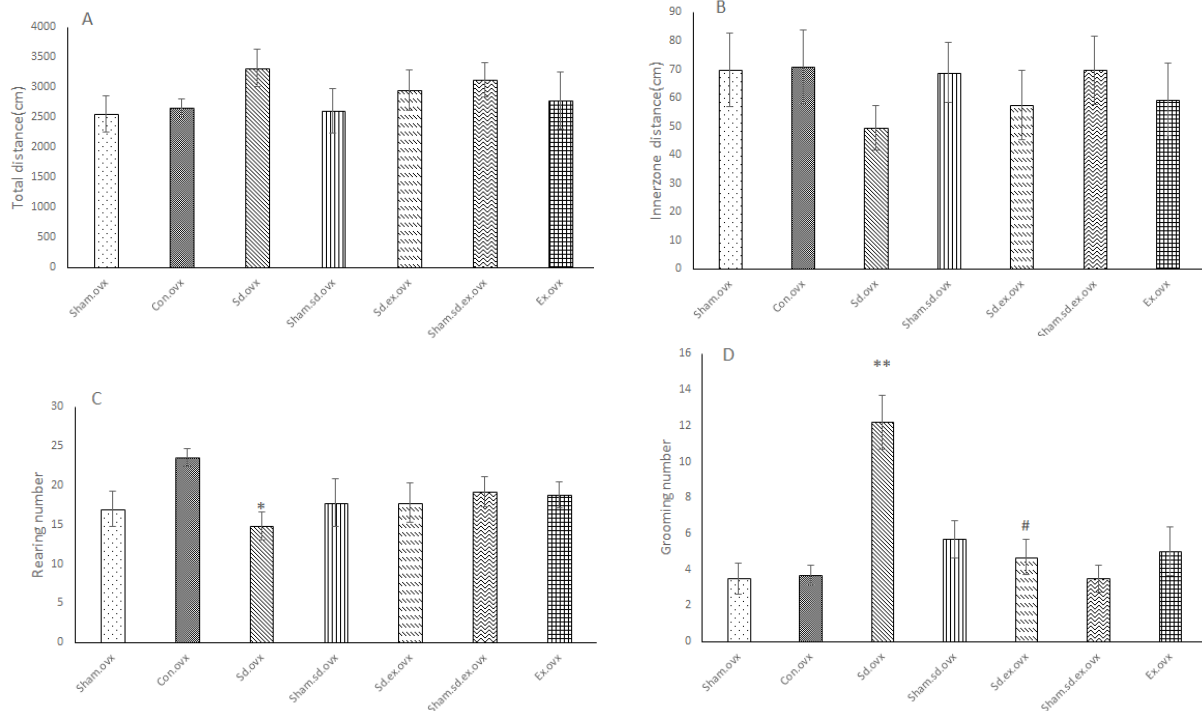 A
Total distance(cm)
4000
3500
3000
2500
2000
1500
1000
500
0
Sham.ovx
Con.ovx
Sd.ovx
Sham.sd.ovx
Sd.ex.ovx
Sham.sd.ex.ovx
Ex.ovx
B
Innerzone distance(cm)
90
80
70
60
50
40
30
20
10
0
Sham.ovx
Con.ovx
Sd.ovx
Sham.sd.ovx
Sd.ex.ovx
Sham.sd.ex.ovx
Ex.ovx
C
Rearing number
30
25
20
15
10
5
0
*
Sham.ovx
Con.ovx
Sd.ovx
Sham.sd.ovx
Sd.ex.ovx
Sham.sd.ex.ovx
Ex.ovx
D
Grooming number
16
14
12
10
8
6
4
2
0
**
#
Sham.ovx
Con.ovx
Sd.ovx
Sham.sd.ovx
Sd.ex.ovx
Sham.sd.ex.ovx
Ex.ovx